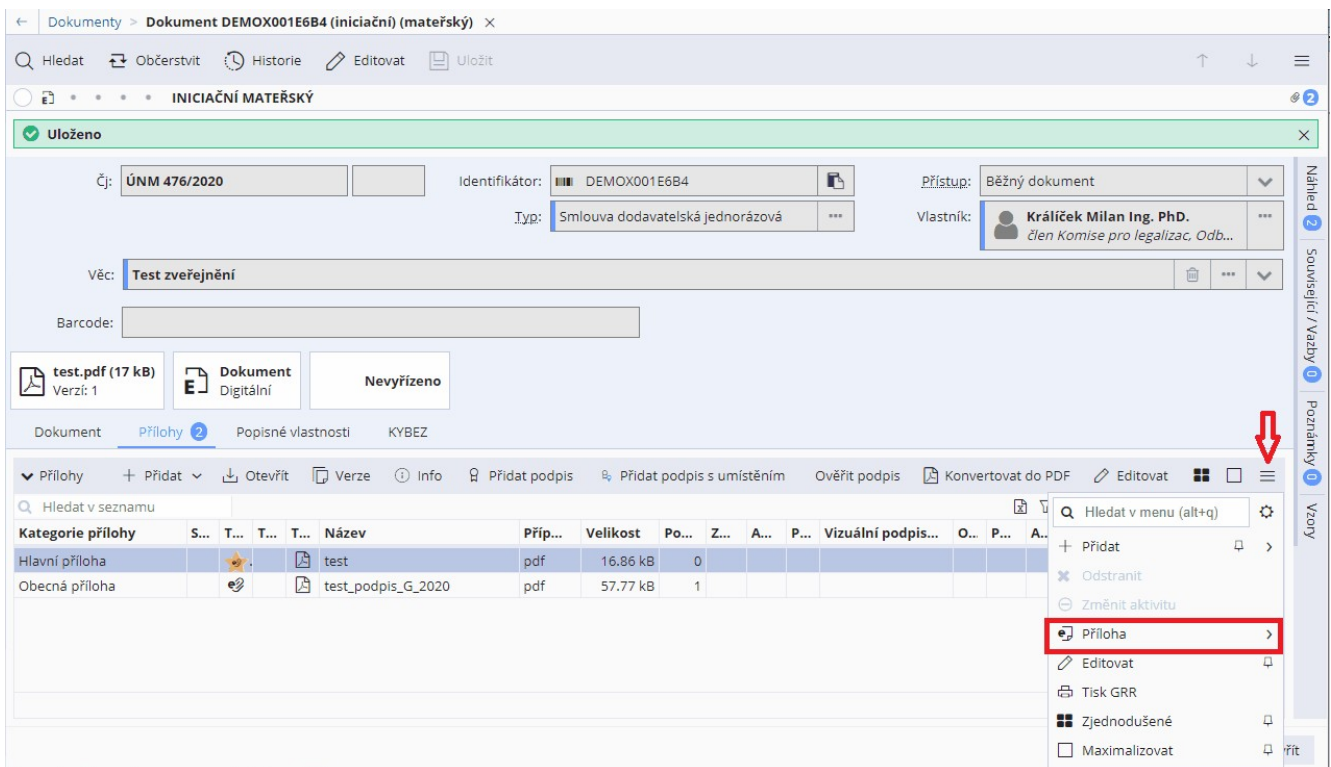 ← Dokumenty > Dokument DEMOX001E6B4 (iniciační) (mateřský) ×
Hledat Občerstvit Historie Editovat Uložit
E INICIAČNÍ MATEŘSKÝ 2
Uloženo
Čj: ÚNM 476/2020 Identifikátor: DEMOX001E6B4 Přístup: Běžný dokument
Typ: Smlouva dodavatelská jednorázová Vlastník: Králíček Milan Ing. PhD.
člen Komise pro legalizac, Odb...
Věc: Test zveřejnění
Barcode:
test.pdf (17 kB) Dokument
Nevyřízeno
Verzí: 1 E Digitální
Dokument Přílohy 2 Popisné vlastnosti KYBEZ
Přílohy + Přidat Otevřít Verze Info Přidat podpis Přidat podpis s umístěním Ověřit podpis Konvertovat do PDF Editovat
Hledat v seznamu
Kategorie přílohy S... T... T... T... Název Příp... Velikost Po... Z... A... P... Vizuální podpis... O.. P... A..
Hlavní příloha test pdf 16.86 kB 0
Obecná příloha test_podpis_G_2020 pdf 57.77 kB 1
Hledat v menu (alt+q)
+ Přidat
Odstranit
Změnit aktivitu
Příloha
Editovat
Tisk GRR
Zjednodušené
Maximalizovat
řít
Náhled 2
Související / Vazby 0
Poznámky 0
Vzory